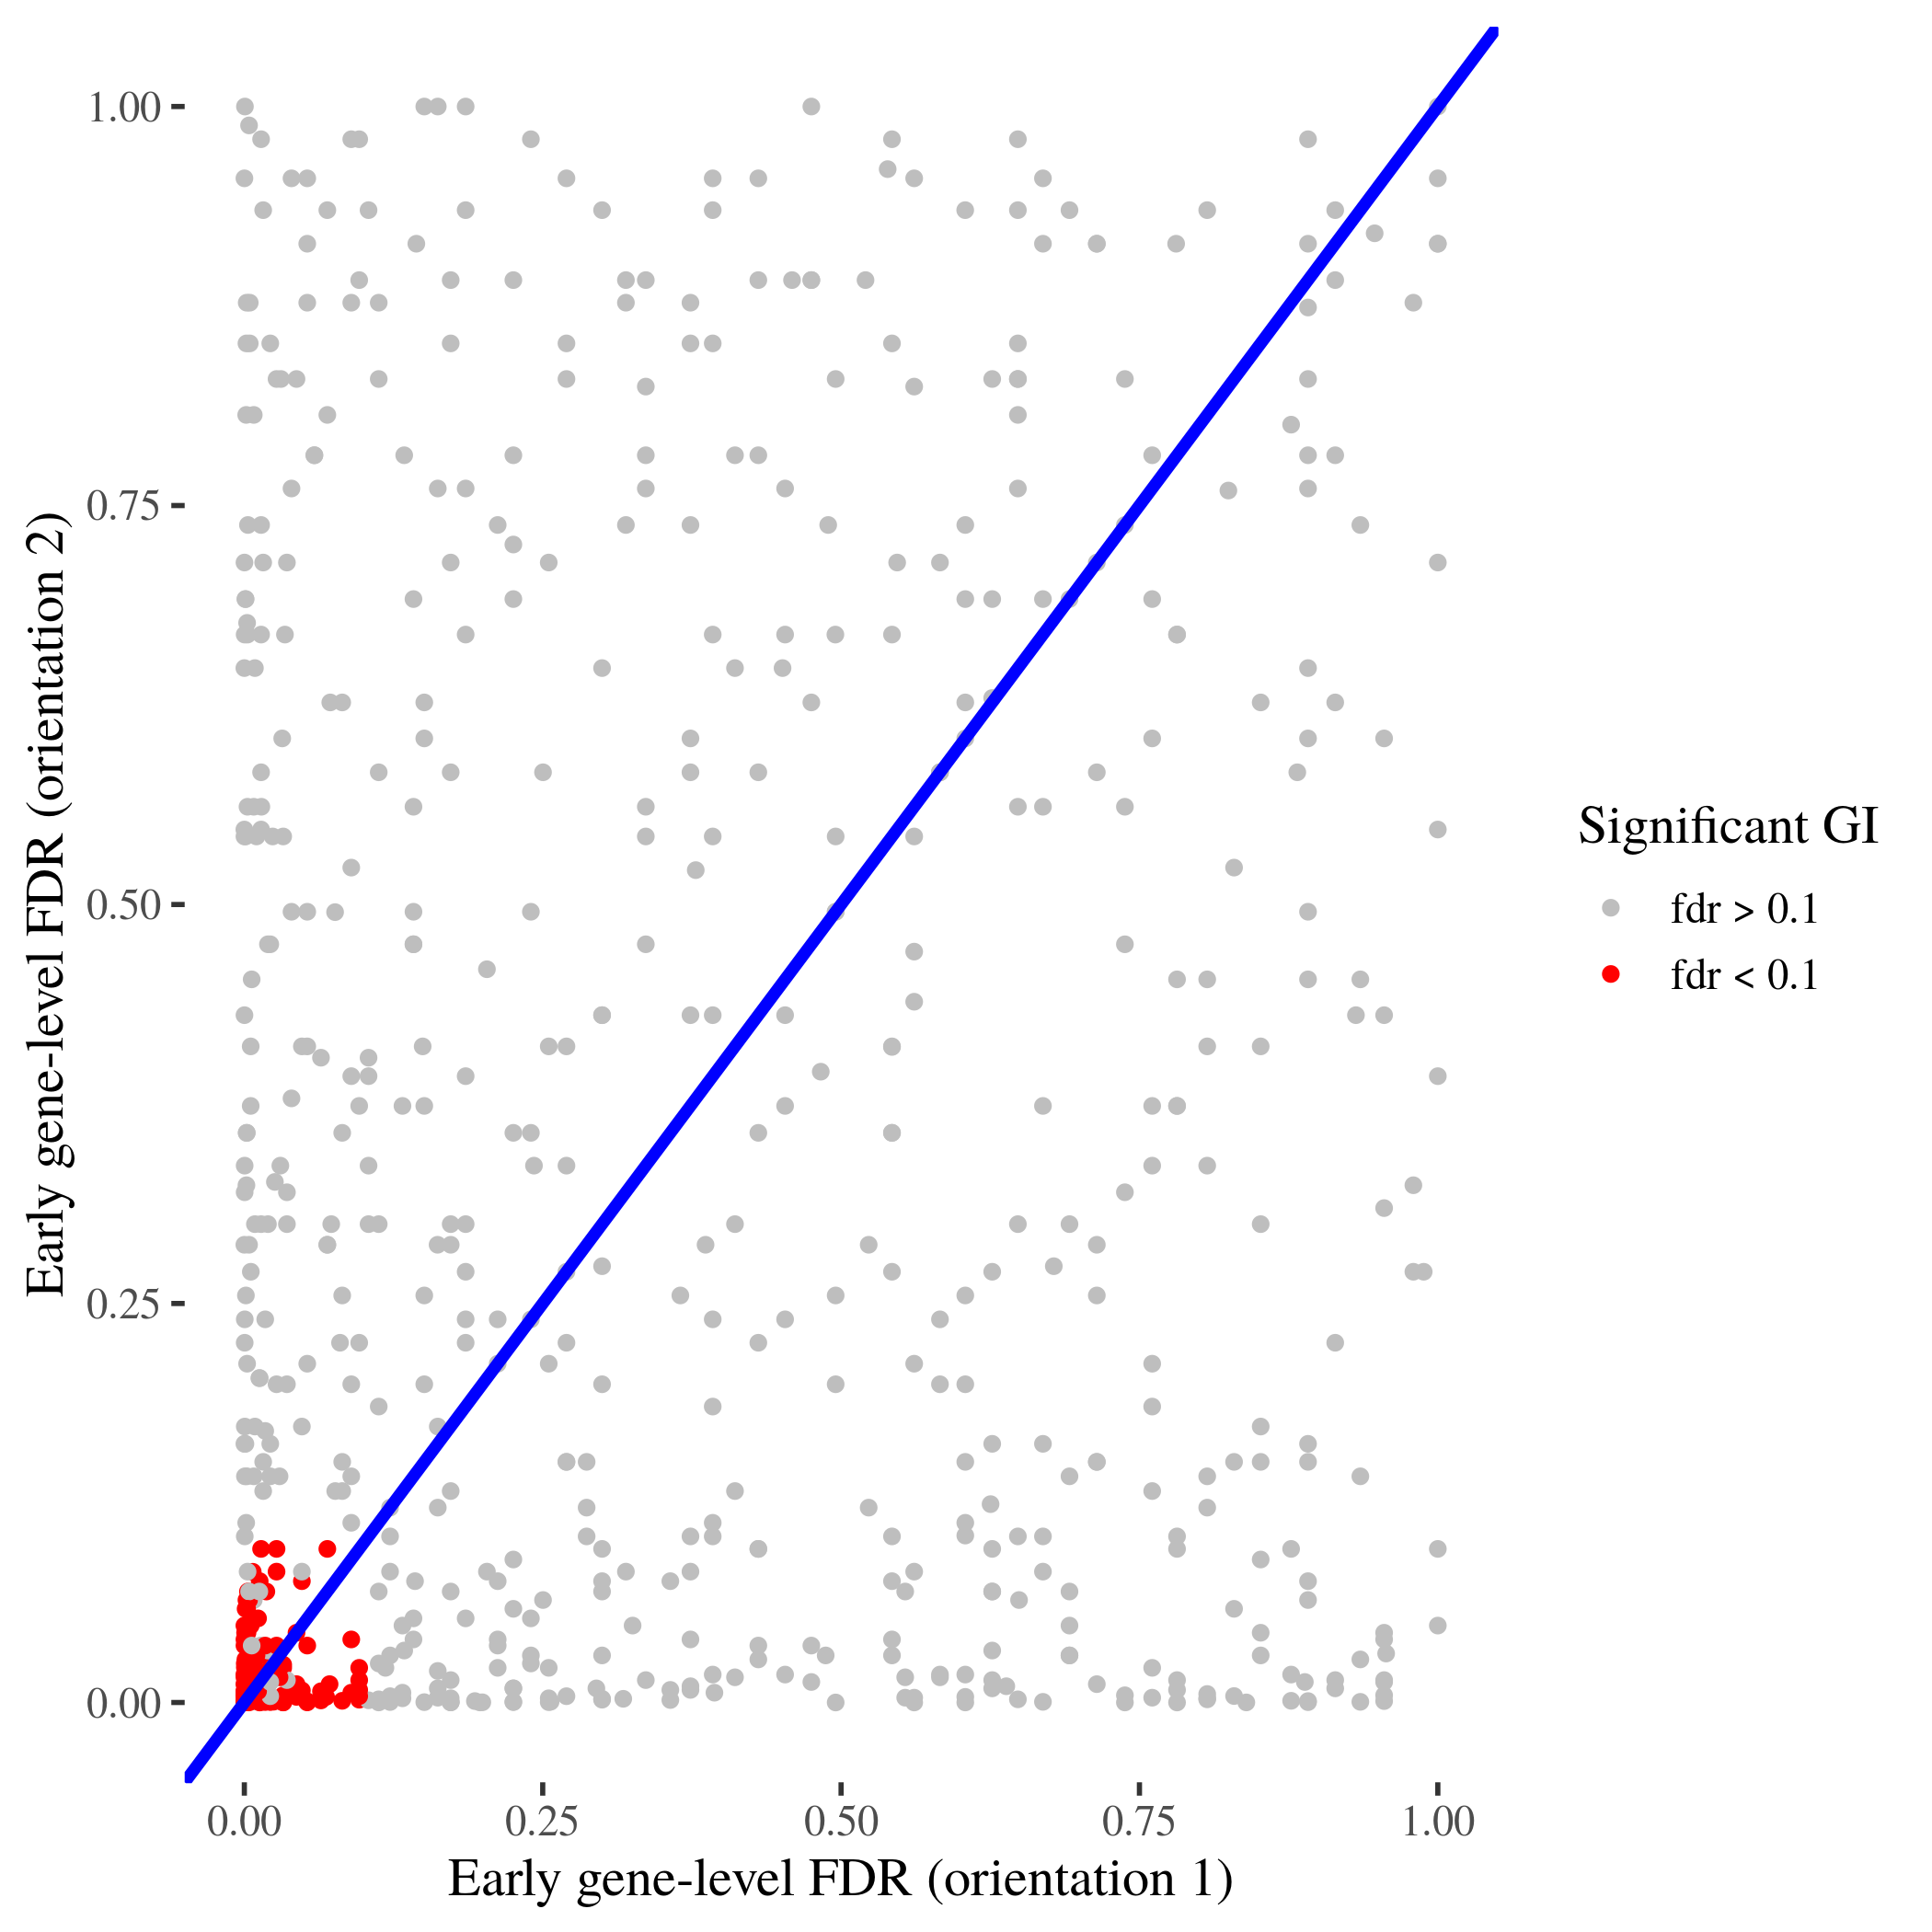 Early gene-level FDR (orientation 2)
1.00
0.75
0.50
0.25
0.00
0.00 0.25 0.50 0.75 1.00
Early gene-level FDR (orientation 1)
Significant GI
fdr > 0.1
fdr < 0.1